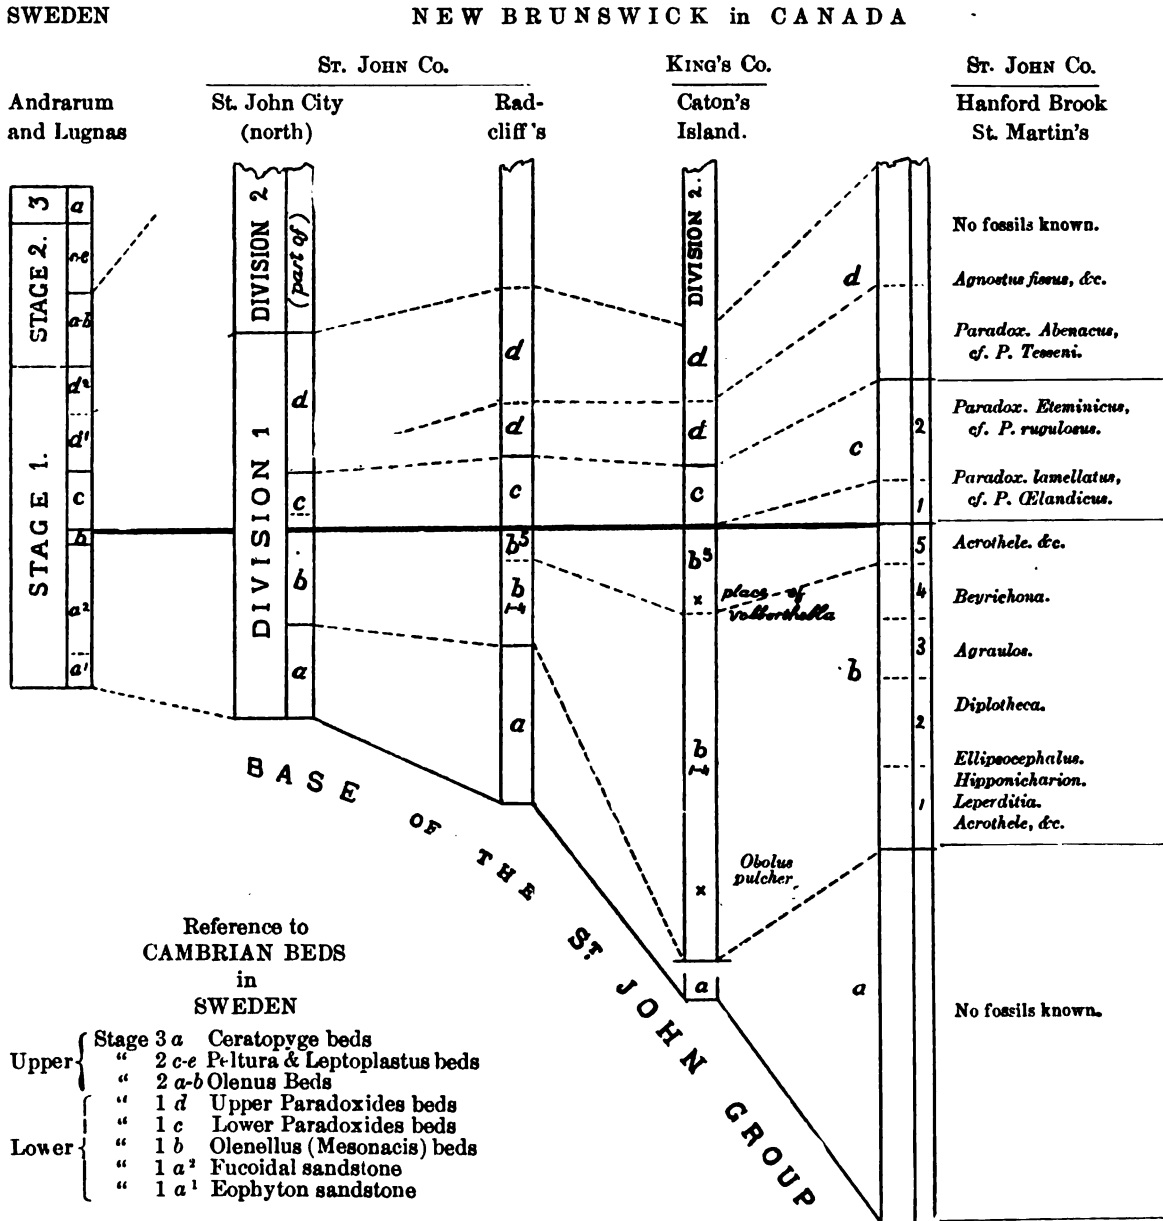 SWEDEN
NEW BRUNSWICK in CANADA
ST. JOHN CO.
KING'S CO.
ST. JOHN CO.
Andrarum
and Lugnas
St. John City
(north)
Rad-
cliff's
Caton's
Island.
Hanford Brook
St. Martin's
3
a
STAGE 2.
c-e
a-b
STAGE 1.
d²
d¹
c
b
a²
a¹
DIVISION 2
(part of)
DIVISION 1
d
c
b
a
d
d
c
b5
b
1-4
a
DIVISION 2.
d
d
c
b5
x
place of
Volborthella
b
1-4
x
Obolus
pulcher
a
d
c
2
1
b
5
4
3
2
1
a
No fossils known.
Agnostus fissus, &c.
Paradox. Abenacus,
cf. P. Tesseni.
Paradox. Eteminicus,
cf. P. rugulosus.
Paradox. lamellatus,
cf. P. Œlandicus.
Acrothele. &c.
Beyrichona.
Agraulos.
Diplotheca.
Ellipsocephalus.
Hipponicharion.
Leperditia.
Acrothele, &c.
No fossils known.
BASE OF THE ST. JOHN GROUP
Reference to
CAMBRIAN BEDS
in
SWEDEN
Upper
Stage 3 a Ceratopyge beds
" 2 c-e Peltura & Leptoplastus beds
" 2 a-b Olenus Beds
Lower
" 1 d Upper Paradoxides beds
" 1 c Lower Paradoxides beds
" 1 b Olenellus (Mesonacis) beds
" 1 a² Fucoidal sandstone
" 1 a¹ Eophyton sandstone